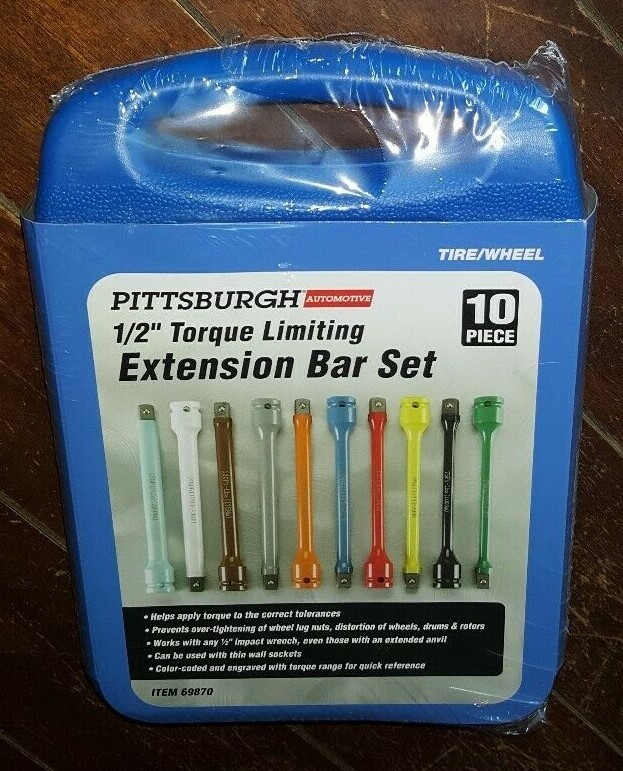 TIRE/WHEEL
PITTSBURGH AUTOMOTIVE
10
PIECE
1/2" Torque Limiting
Extension Bar Set
• Helps apply torque to the correct tolerances
• Prevents over-tightening of wheel lug nuts, distortion of wheels, drums & rotors
• Works with any ½" impact wrench, even those with an extended anvil
• Can be used with thin wall sockets
• Color-coded and engraved with torque range for quick reference
ITEM 69870